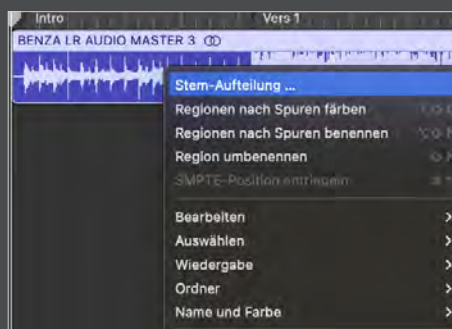 Intro Vers 1
BENZA LR AUDIO MASTER 3
Stem-Aufteilung ...
Regionen nach Spuren färben
Regionen nach Spuren benennen
Region umbenennen
SMPTE-Position entriegeln
Bearbeiten
Auswählen
Wiedergabe
Ordner
Name und Farbe